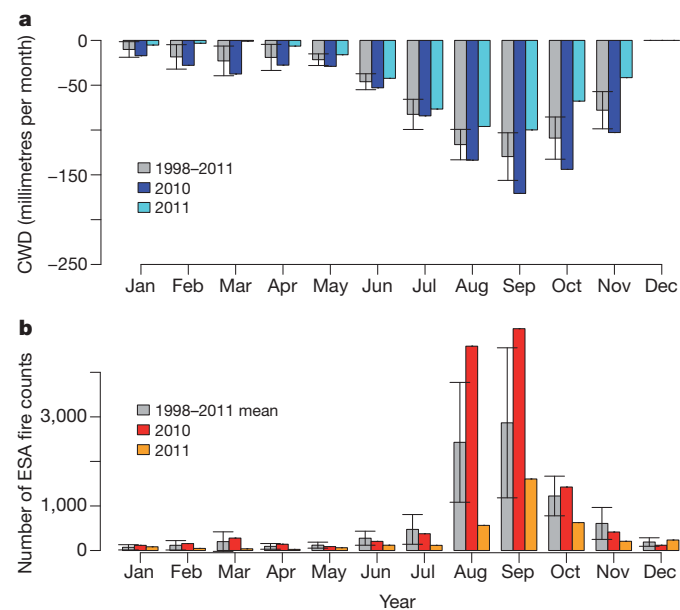 a
CWD (millimetres per month)
0
−50
−150
−250
1998–2011
2010
2011
Jan Feb Mar Apr May Jun Jul Aug Sep Oct Nov Dec
b
Number of ESA fire counts
3,000
1,000
0
1998–2011 mean
2010
2011
Jan Feb Mar Apr May Jun Jul Aug Sep Oct Nov Dec
Year